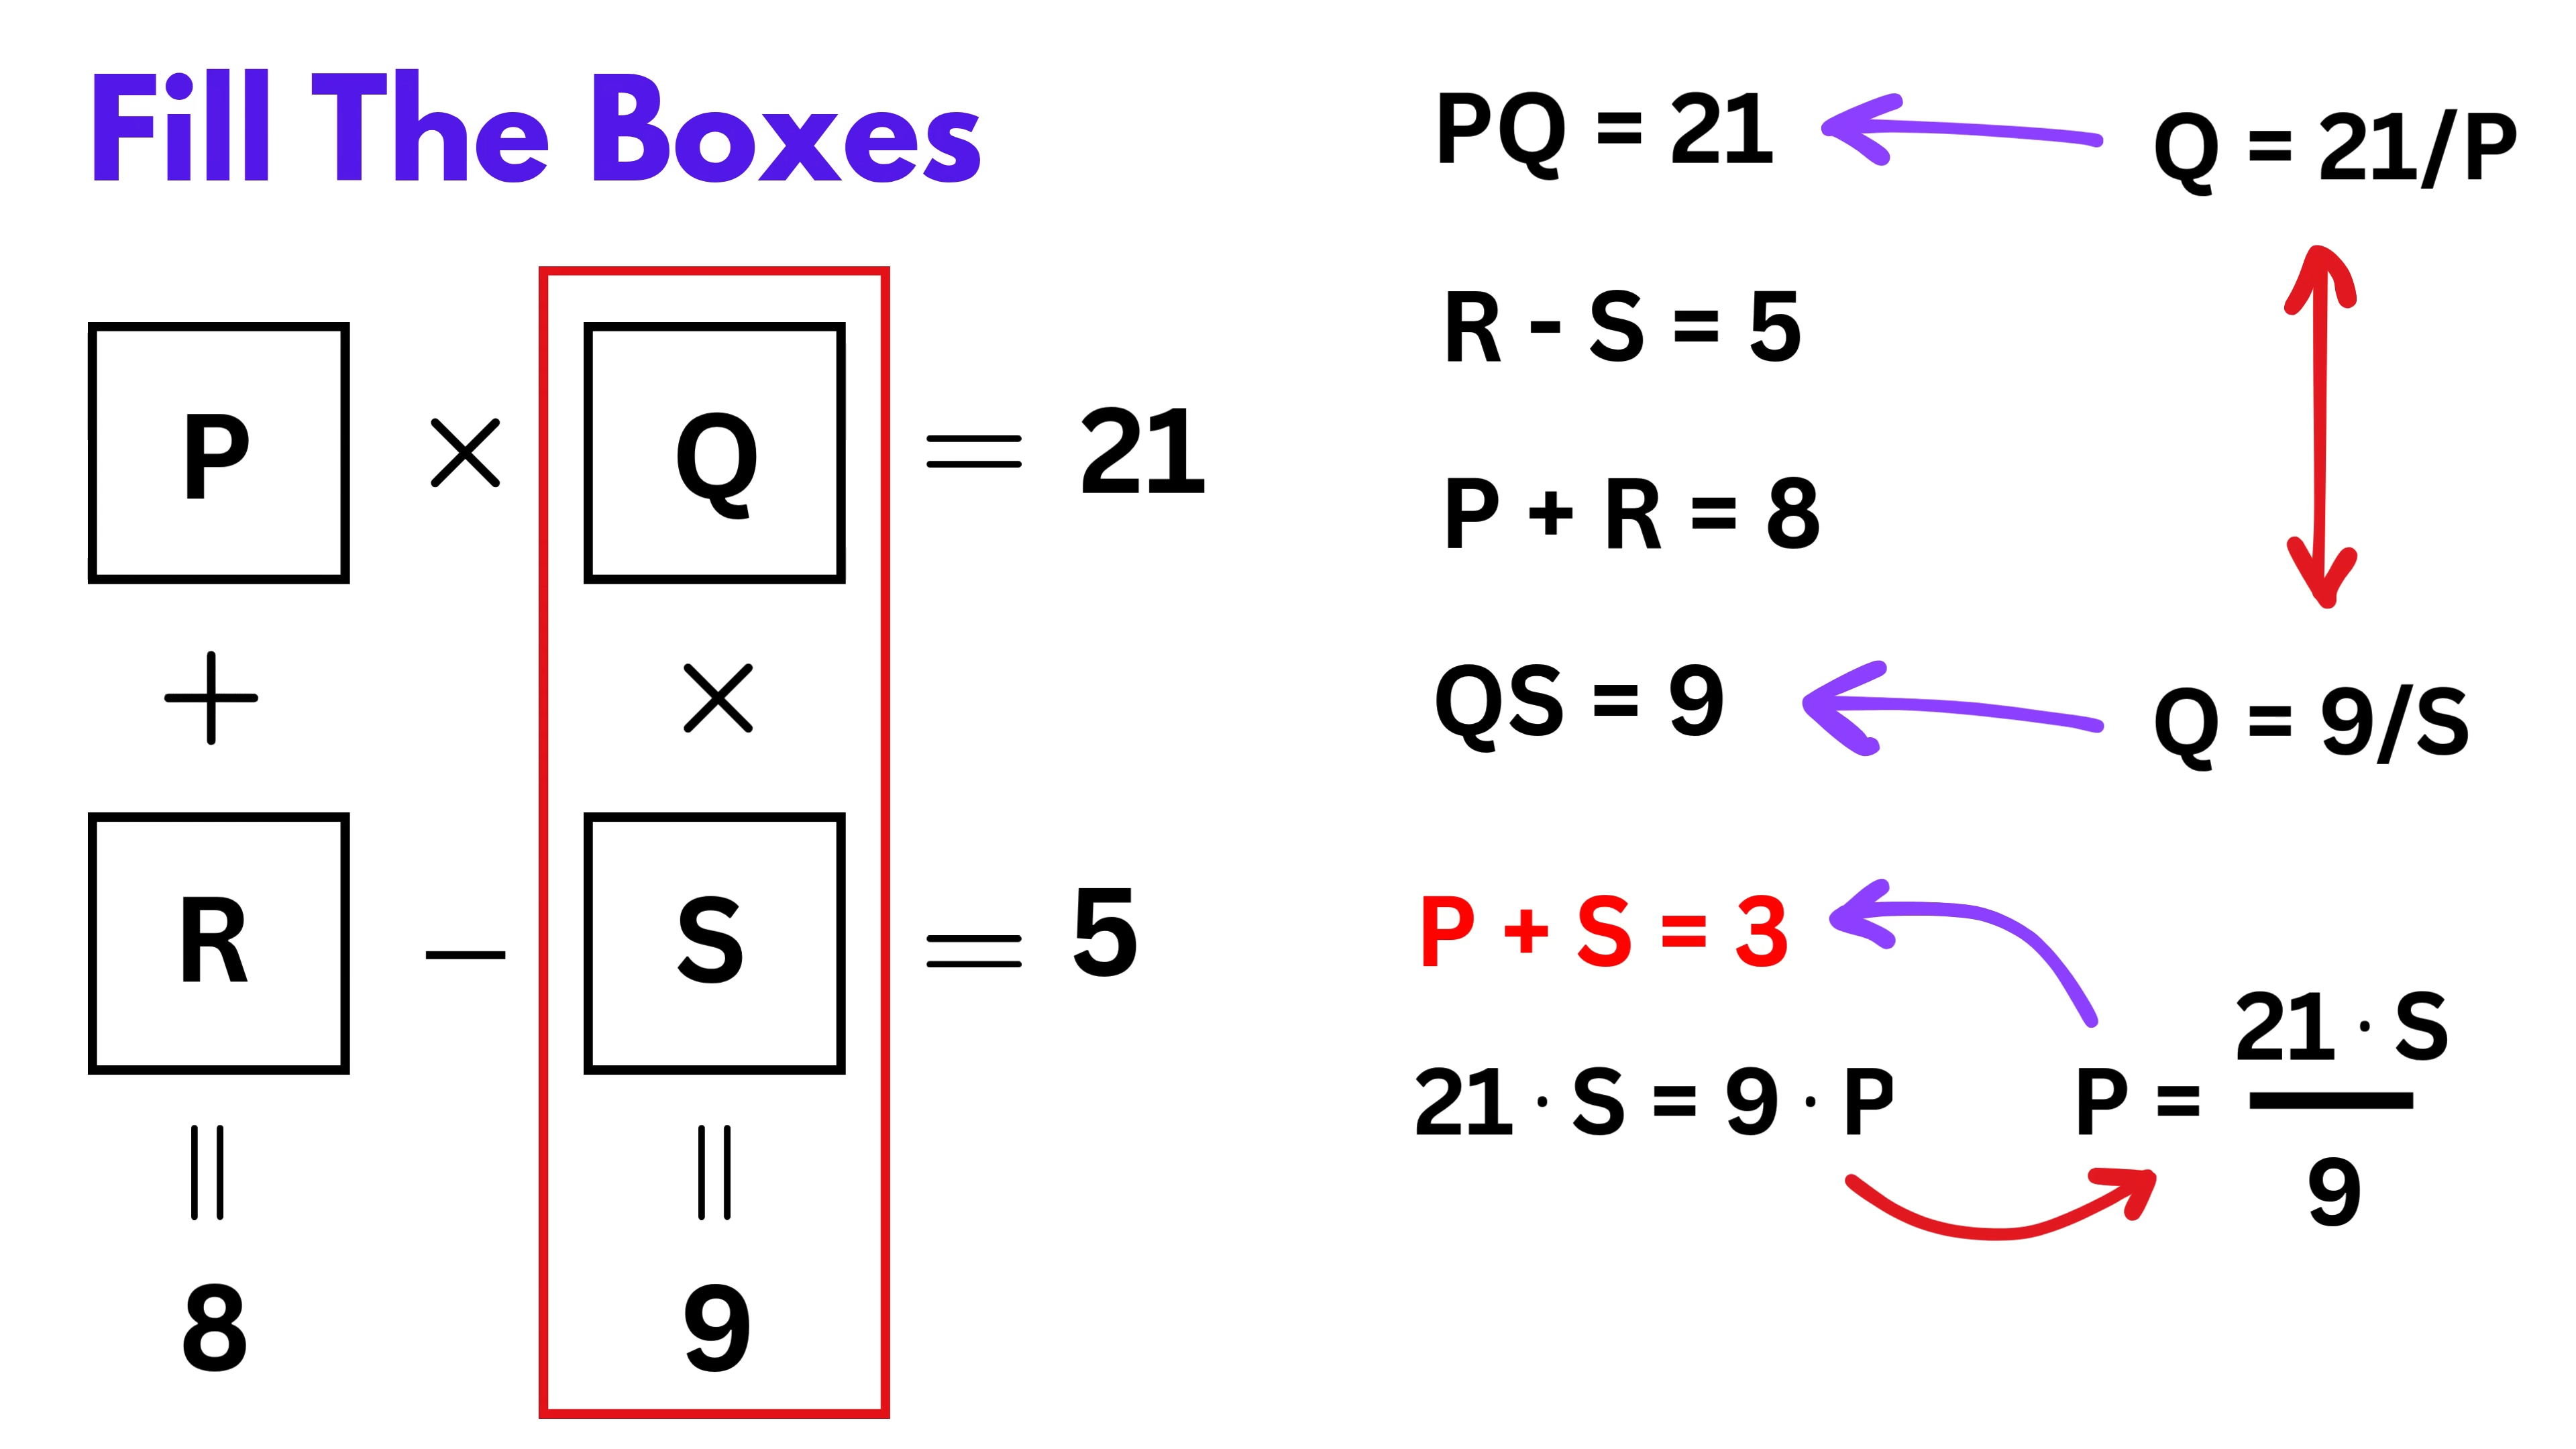 Fill The Boxes
P × Q = 21
+ ×
R − S = 5
= =
8 9
PQ = 21
Q = 21/P
R - S = 5
P + R = 8
QS = 9
Q = 9/S
P + S = 3
21 · S = 9 · P
P = 21 · S
9